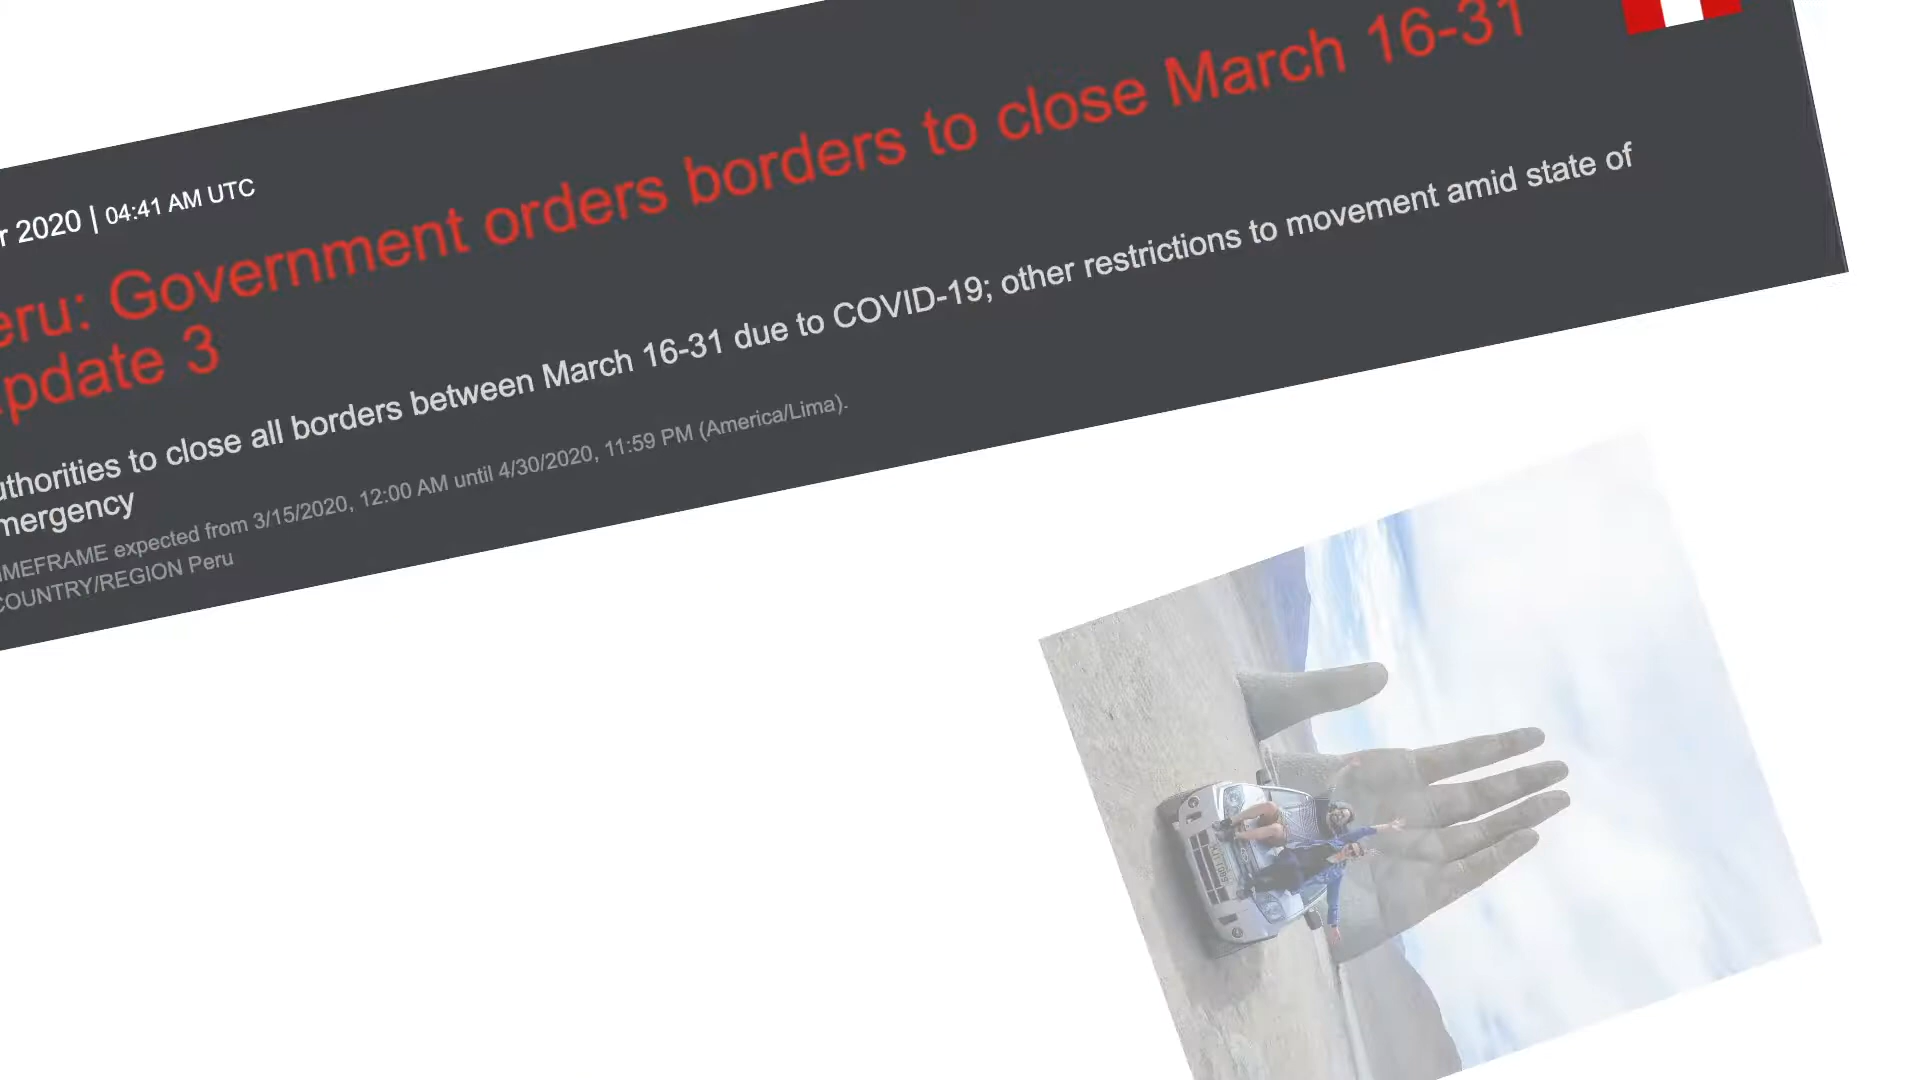 r 2020 | 04:41 AM UTC
eru: Government orders borders to close March 16-31
pdate 3
uthorities to close all borders between March 16-31 due to COVID-19; other restrictions to movement amid state of
mergency
IMEFRAME expected from 3/15/2020, 12:00 AM until 4/30/2020, 11:59 PM (America/Lima).
COUNTRY/REGION Peru